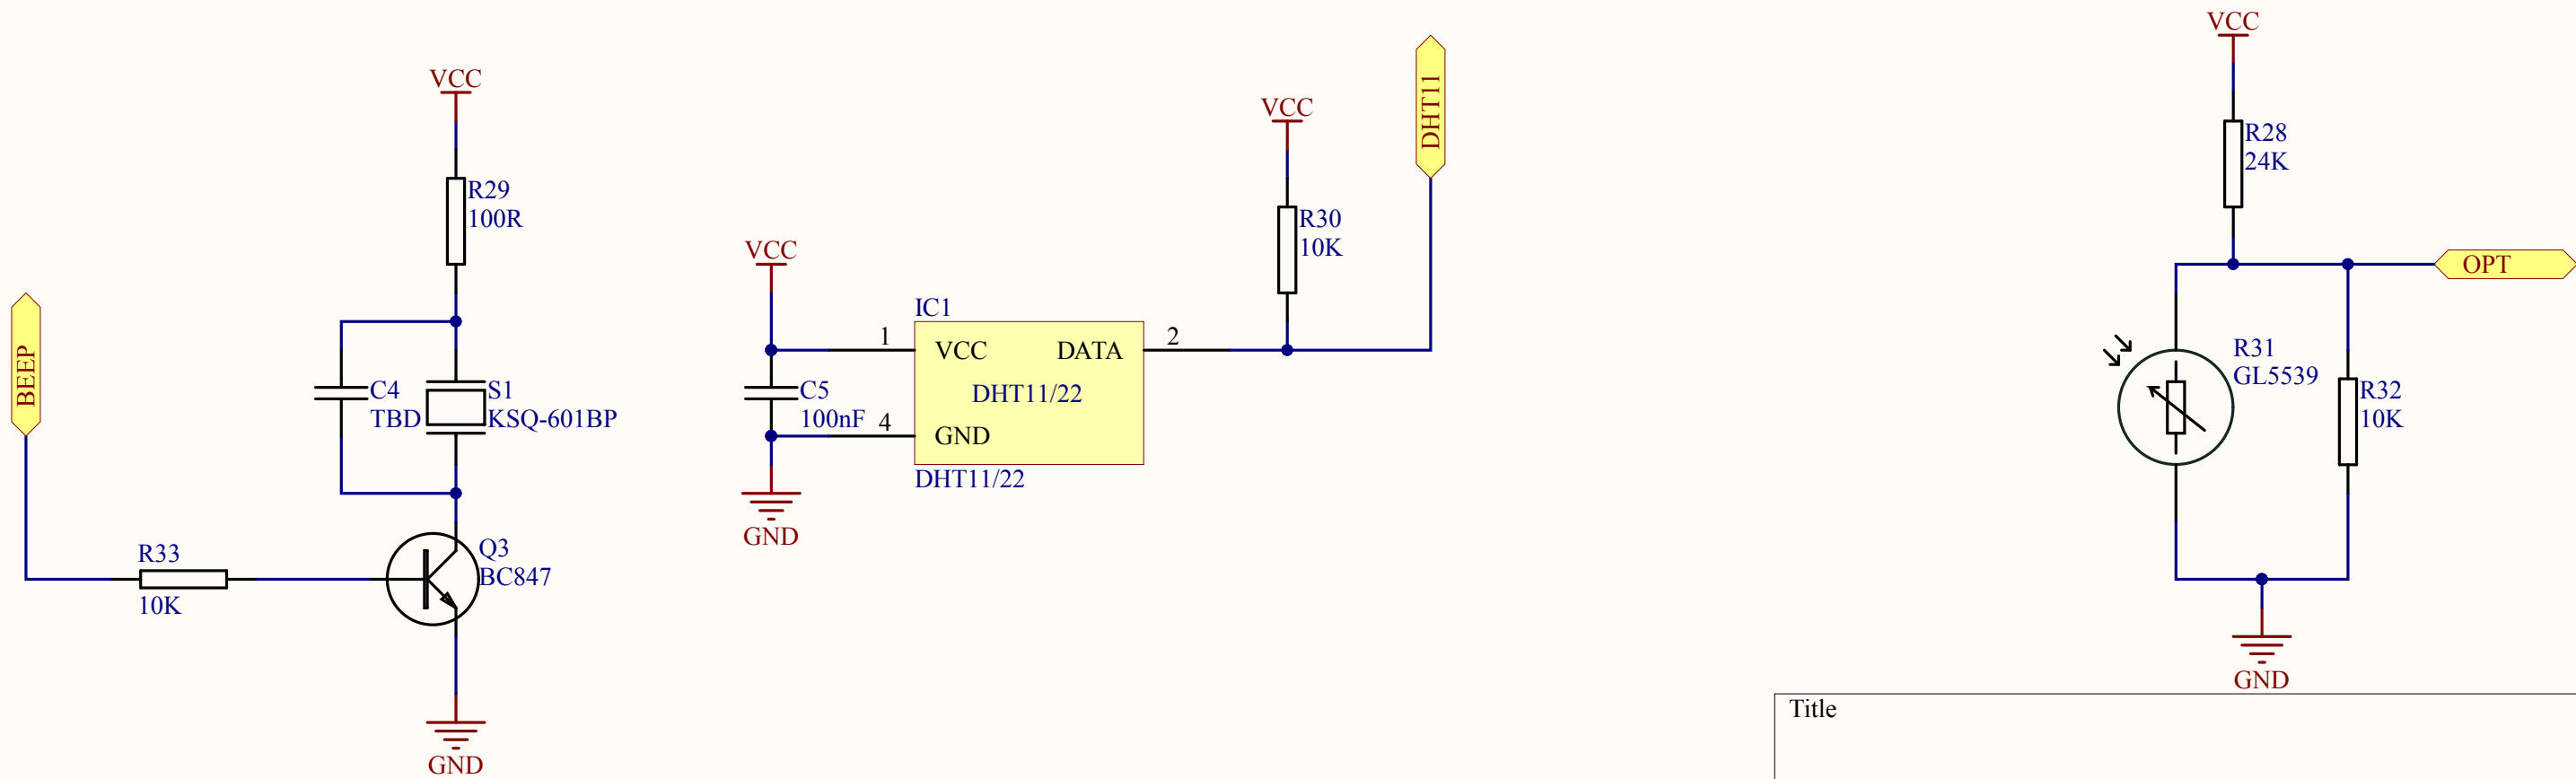 VCC
R29
100R
BEEP
C4
TBD
S1
KSQ-601BP
R33
10K
Q3
BC847
GND
VCC
C5
100nF
GND
IC1
1
VCC
DATA
2
DHT11/22
4
GND
DHT11/22
VCC
R30
10K
DHT11
VCC
R28
24K
OPT
R31
GL5539
R32
10K
GND
Title